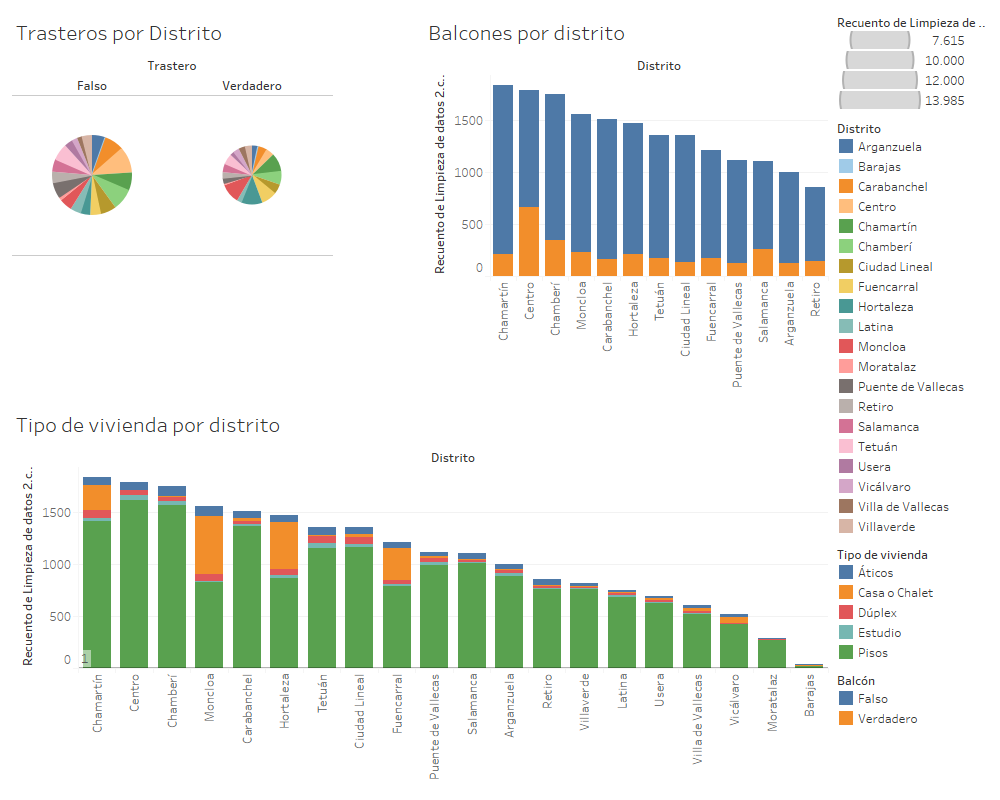 Trasteros por Distrito
Trastero
Falso
Verdadero
Balcones por distrito
Distrito
Recuento de Limpieza de datos 2.c..
1500
1000
500
0
Chamartín
Centro
Chamberí
Moncloa
Carabanchel
Hortaleza
Tetuán
Ciudad Lineal
Fuencarral
Puente de Vallecas
Salamanca
Arganzuela
Retiro
Tipo de vivienda por distrito
Distrito
Recuento de Limpieza de datos 2.c..
1500
1000
500
0
1
Chamartín
Centro
Chamberí
Moncloa
Carabanchel
Hortaleza
Tetuán
Ciudad Lineal
Fuencarral
Puente de Vallecas
Salamanca
Arganzuela
Retiro
Villaverde
Latina
Usera
Villa de Vallecas
Vicálvaro
Moratalaz
Barajas
Recuento de Limpieza de ..
7.615
10.000
12.000
13.985
Distrito
Arganzuela
Barajas
Carabanchel
Centro
Chamartín
Chamberí
Ciudad Lineal
Fuencarral
Hortaleza
Latina
Moncloa
Moratalaz
Puente de Vallecas
Retiro
Salamanca
Tetuán
Usera
Vicálvaro
Villa de Vallecas
Villaverde
Tipo de vivienda
Áticos
Casa o Chalet
Dúplex
Estudio
Pisos
Balcón
Falso
Verdadero